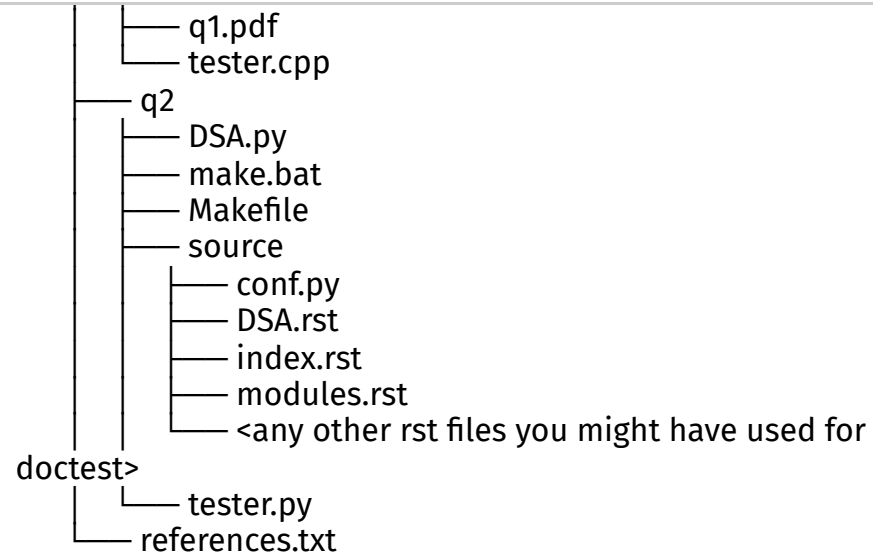 q1.pdf
tester.cpp
q2
DSA.py
make.bat
Makefile
source
conf.py
DSA.rst
index.rst
modules.rst
<any other rst files you might have used for
doctest>
tester.py
references.txt